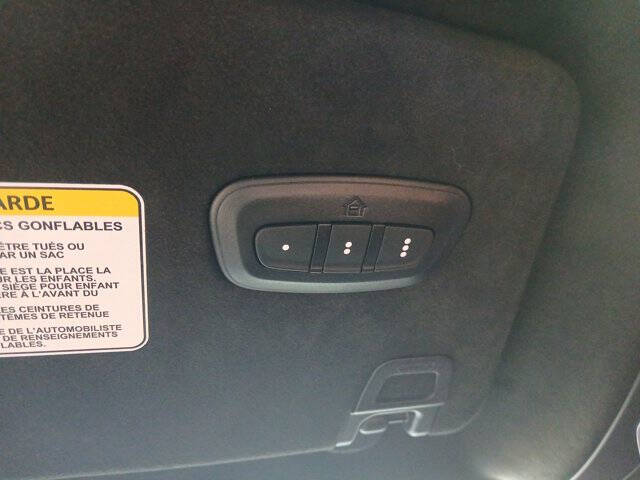 ARDE
CS GONFLABLES
ÊTRE TUÉS OU
AR UN SAC
E EST LA PLACE LA
R LES ENFANTS.
SIÈGE POUR ENFANT
RE À L'AVANT DU
ES CEINTURES DE
TÈMES DE RETENUE
E DE L'AUTOMOBILISTE
DE RENSEIGNEMENTS
LABLES.